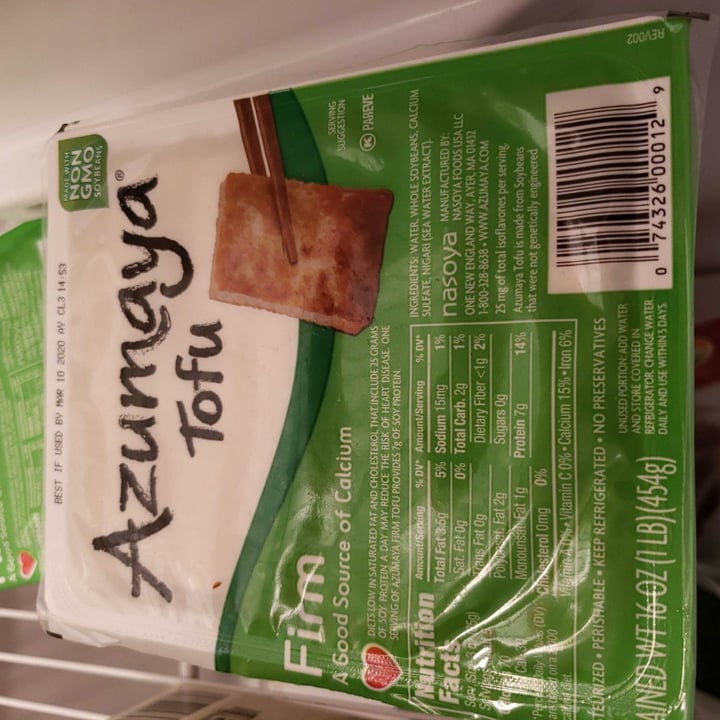 BEST IF USED BY MAR 10 2020 AY CL3 14:53
MADE WITH
NON
GMO
SOYBEANS
Azumaya®
Tofu
SERVING
SUGGESTION
K PAREVE
Firm
A Good Source of Calcium
DIETS LOW IN SATURATED FAT AND CHOLESTEROL THAT INCLUDE 25 GRAMS
OF SOY PROTEIN A DAY MAY REDUCE THE RISK OF HEART DISEASE. ONE
SERVING OF AZUMAYA FIRM TOFU PROVIDES 7g OF SOY PROTEIN.
Nutrition
Facts
Amount/Serving % DV* Amount/Serving % DV*
Total Fat 3.5g 5% Sodium 15mg 1%
Sat. Fat 0g 0% Total Carb. 2g 1%
Trans Fat 0g Dietary Fiber <1g 2%
Fat 2g Sugars 0g
Fat 1g Protein 7g 14%
Cholesterol 0mg 0%
Vitamin C 0% • Calcium 15% • Iron 6%
INGREDIENTS: WATER, WHOLE SOYBEANS, CALCIUM
SULFATE, NIGARI (SEA WATER EXTRACT).
nasoya
MANUFACTURED BY:
NASOYA FOODS USA, LLC
ONE NEW ENGLAND WAY, AYER, MA 01432
1-800-328-8638 • WWW.AZUMAYA.COM
25 mg of total isoflavones per serving.
Azumaya Tofu is made from Soybeans
that were not genetically engineered
TEURIZED • PERISHABLE • KEEP REFRIGERATED • NO PRESERVATIVES
UNUSED PORTION: ADD WATER
AND STORE COVERED IN
REFRIGERATOR. CHANGE WATER
DAILY AND USE WITHIN 5 DAYS.
NED WT 16 OZ (1 LB) (454g)
0 74326 00012 9
REV002